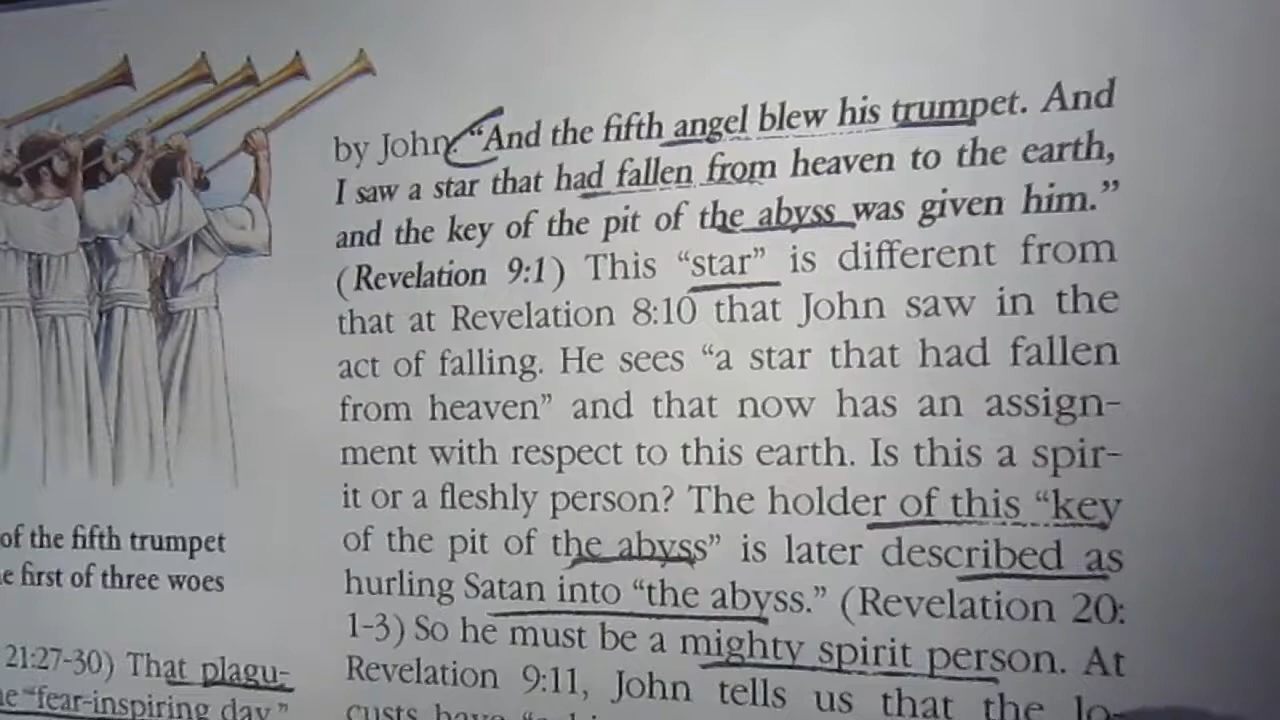 by John: “And the fifth angel blew his trumpet. And
I saw a star that had fallen from heaven to the earth,
and the key of the pit of the abyss was given him.”
(Revelation 9:1) This “star” is different from
that at Revelation 8:10 that John saw in the
act of falling. He sees “a star that had fallen
from heaven” and that now has an assign-
ment with respect to this earth. Is this a spir-
it or a fleshly person? The holder of this “key
of the pit of the abyss” is later described as
hurling Satan into “the abyss.” (Revelation 20:
1-3) So he must be a mighty spirit person. At
Revelation 9:11, John tells us that the lo-
custs have
of the fifth trumpet
first of three woes
21:27-30) That plagu-
“fear-inspiring day”